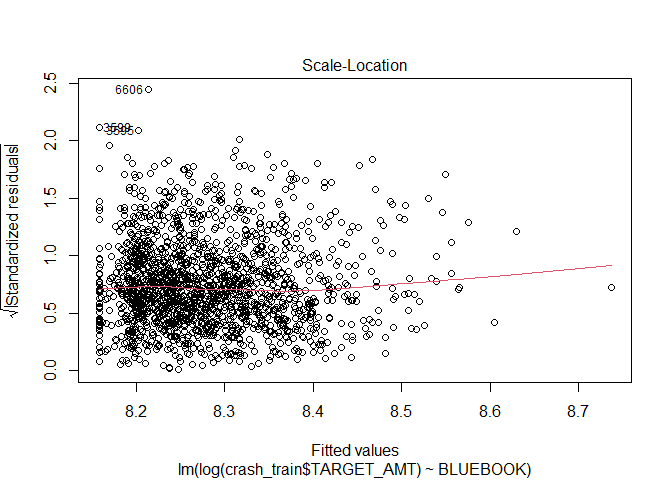 Scale-Location
√|Standardized residuals|
2.5
2.0
1.5
1.0
0.5
0.0
6606
3599
3595
8.2 8.3 8.4 8.5 8.6 8.7
Fitted values
lm(log(crash_train$TARGET_AMT) ~ BLUEBOOK)